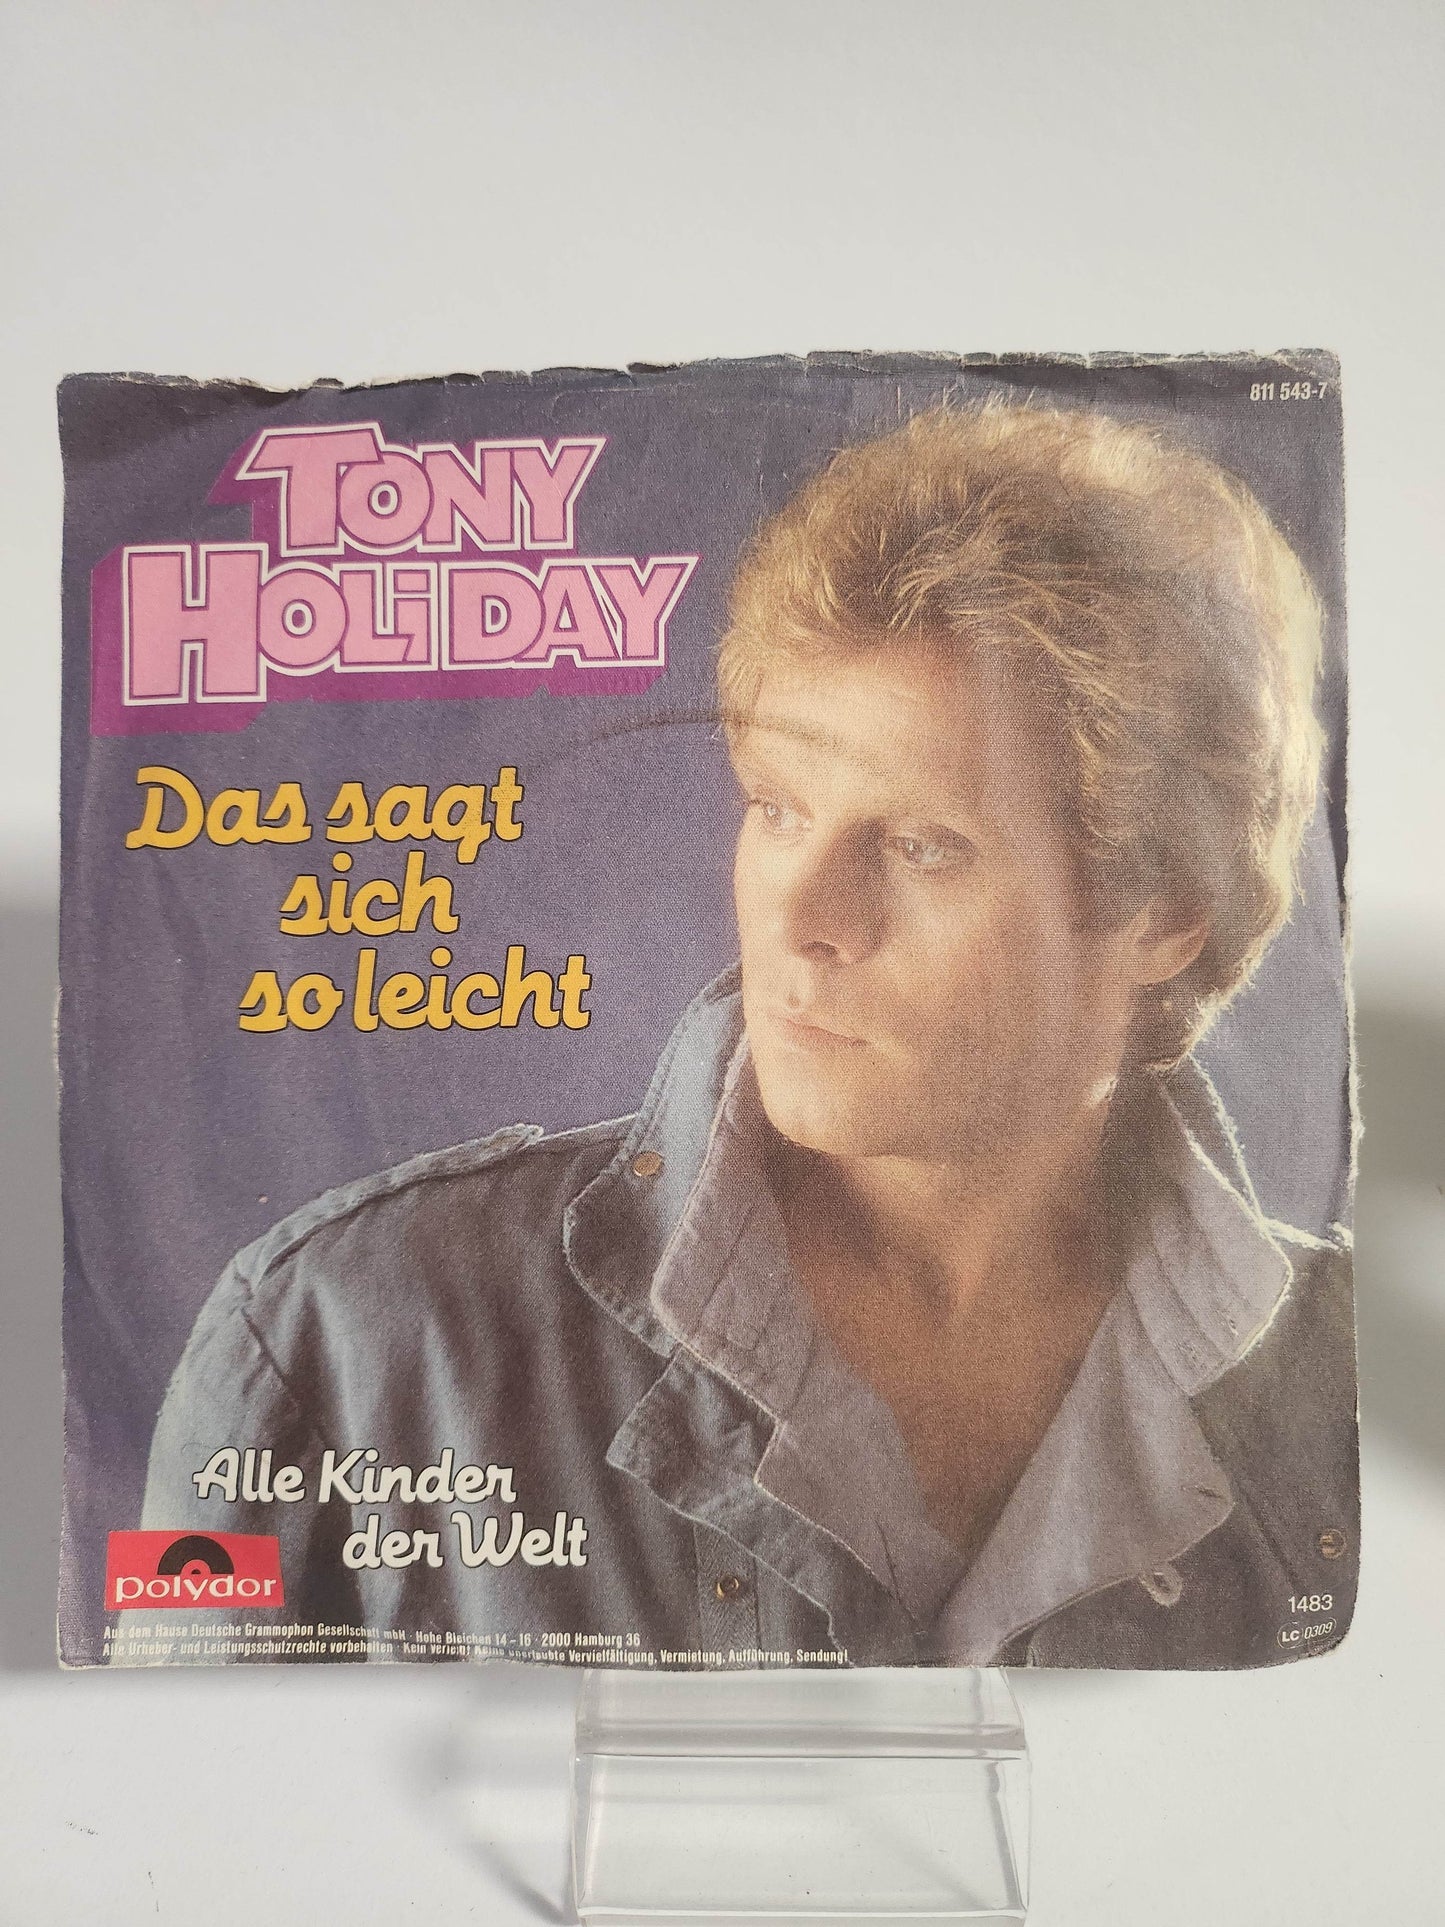 811 543-7
TONY
HOLiDAY
Das sagt
sich
so leicht
Alle Kinder
der Welt
polydor
Aus dem Hause Deutsche Grammophon Gesellschaft mbH · Hohe Bleichen 14 - 16 · 2000 Hamburg 36
Alle Urheber- und Leistungsschutzrechte vorbehalten · Kein Verleih! Keine unerlaubte Vervielfältigung, Vermietung, Aufführung, Sendung!
1483
LC 0309